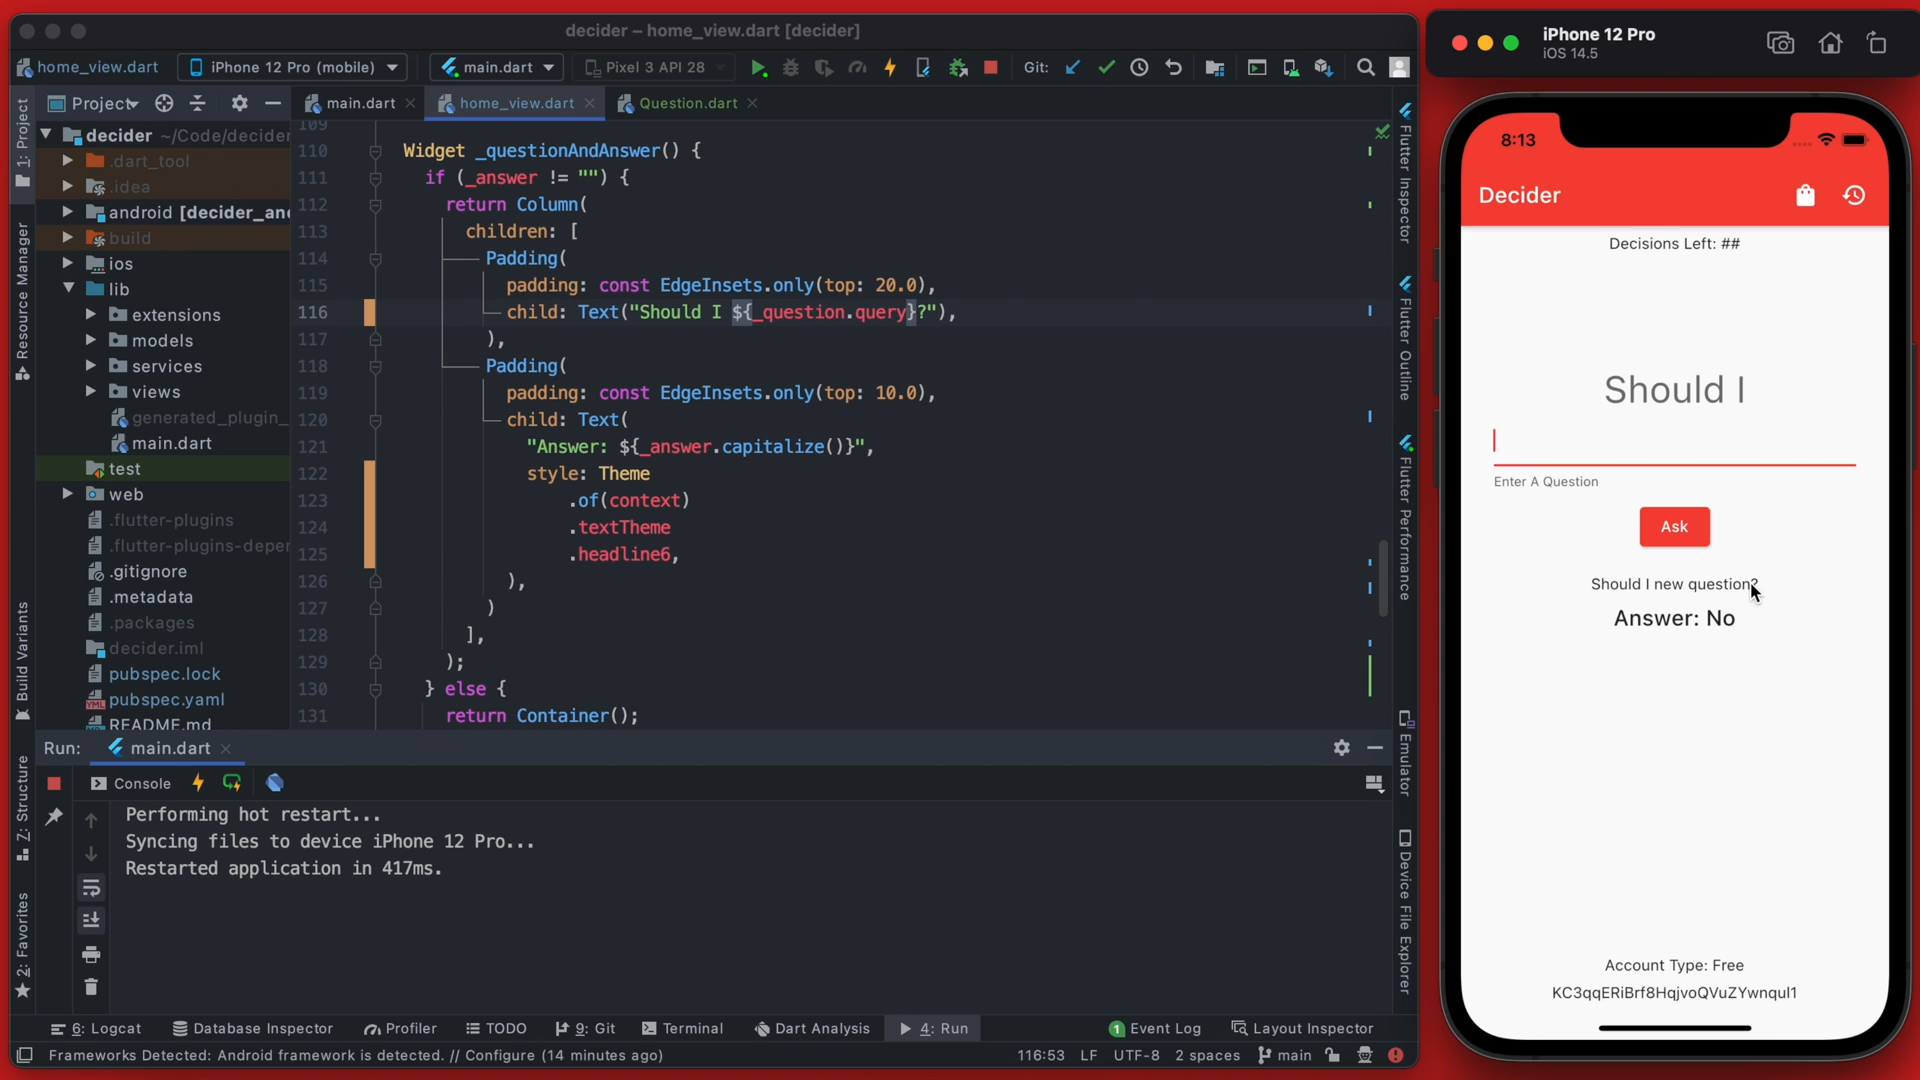 decider – home_view.dart [decider]
home_view.dart
iPhone 12 Pro (mobile)
main.dart
Pixel 3 API 28
Git:
1: Project
Resource Manager
Build Variants
7: Structure
2: Favorites
Project
main.dart
home_view.dart
Question.dart
decider ~/Code/decider
.dart_tool
.idea
android [decider_and
build
ios
lib
extensions
models
services
views
generated_plugin_
main.dart
test
web
.flutter-plugins
.flutter-plugins-deper
.gitignore
.metadata
.packages
decider.iml
pubspec.lock
pubspec.yaml
README.md
109
110 Widget _questionAndAnswer() {
111 if (_answer != "") {
112 return Column(
113 children: [
114 Padding(
115 padding: const EdgeInsets.only(top: 20.0),
116 child: Text("Should I ${_question.query}?"),
117 ),
118 Padding(
119 padding: const EdgeInsets.only(top: 10.0),
120 child: Text(
121 "Answer: ${_answer.capitalize()}",
122 style: Theme
123 .of(context)
124 .textTheme
125 .headline6,
126 ),
127 )
128 ],
129 );
130 } else {
131 return Container();
Flutter Inspector
Flutter Outline
Flutter Performance
Emulator
Device File Explorer
Run: main.dart
Console
Performing hot restart...
Syncing files to device iPhone 12 Pro...
Restarted application in 417ms.
6: Logcat
Database Inspector
Profiler
TODO
9: Git
Terminal
Dart Analysis
4: Run
1 Event Log
Layout Inspector
Frameworks Detected: Android framework is detected. // Configure (14 minutes ago)
116:53 LF UTF-8 2 spaces main
iPhone 12 Pro
iOS 14.5
8:13
Decider
Decisions Left: ##
Should I
Enter A Question
Ask
Should I new question?
Answer: No
Account Type: Free
KC3qqERiBrf8HqjvoQVuZYwnqul1